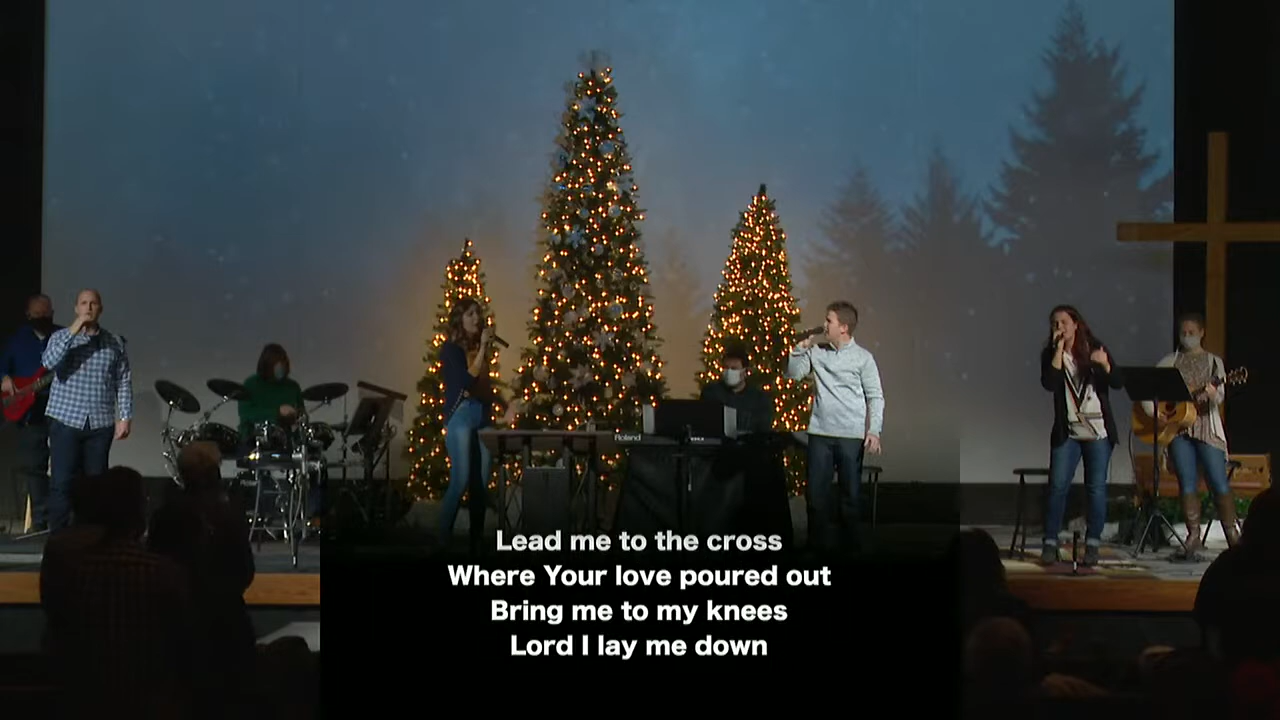 Roland
Lead me to the cross
Where Your love poured out
Bring me to my knees
Lord I lay me down